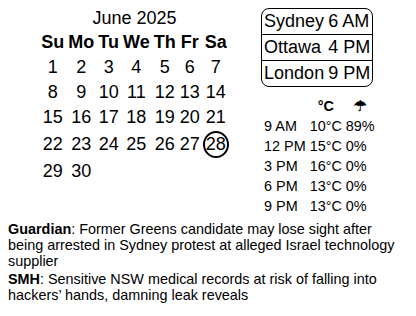 June 2025
Su Mo Tu We Th Fr Sa
1 2 3 4 5 6 7
8 9 10 11 12 13 14
15 16 17 18 19 20 21
22 23 24 25 26 27 28
29 30
Sydney 6 AM
Ottawa 4 PM
London 9 PM
°C ☂
9 AM 10°C 89%
12 PM 15°C 0%
3 PM 16°C 0%
6 PM 13°C 0%
9 PM 13°C 0%
Guardian: Former Greens candidate may lose sight after
being arrested in Sydney protest at alleged Israel technology
supplier
SMH: Sensitive NSW medical records at risk of falling into
hackers’ hands, damning leak reveals